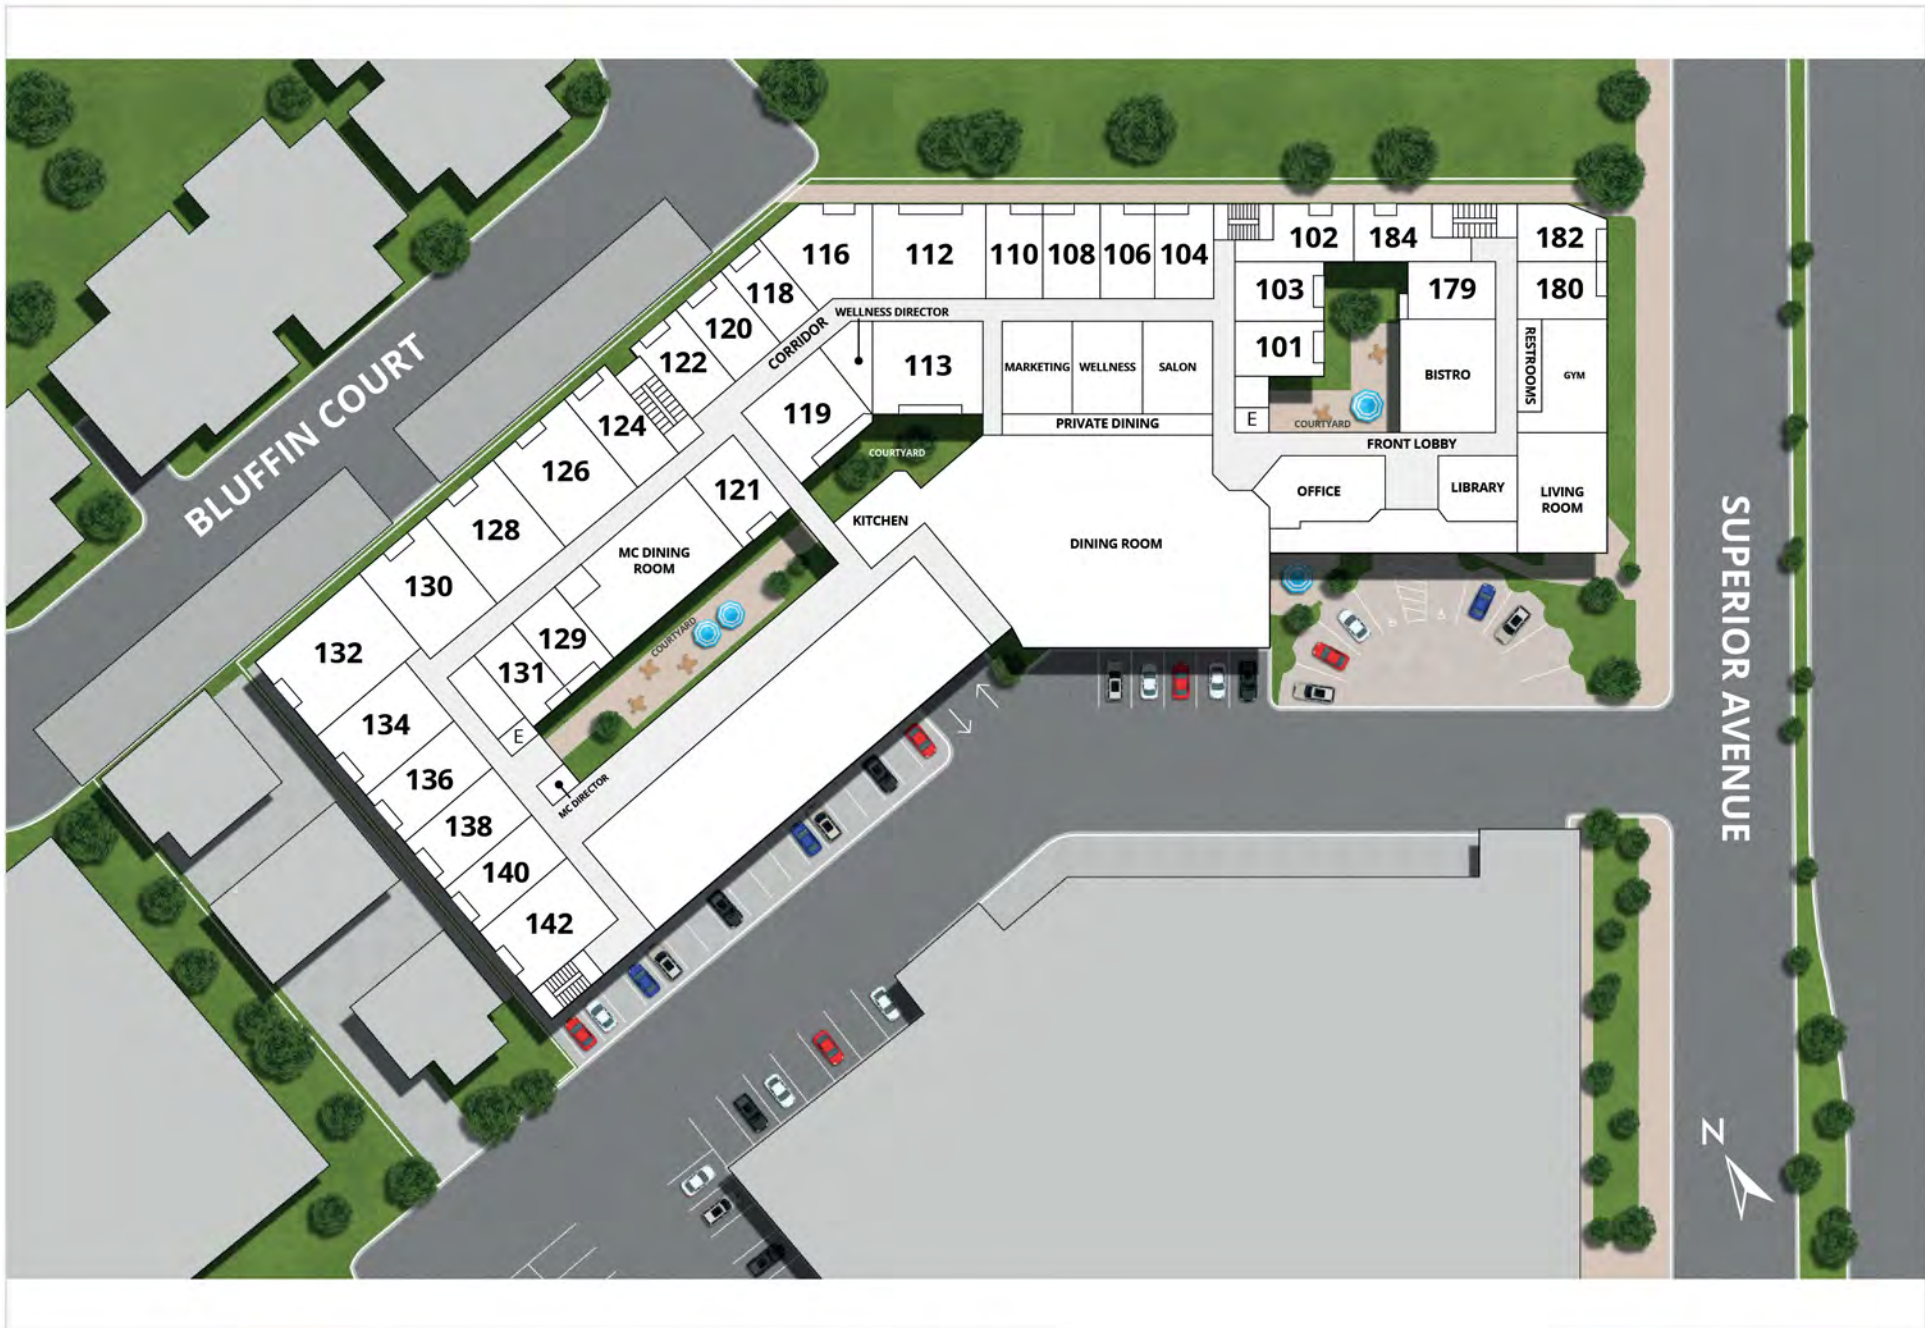 116
112
110
108
106
104
102
184
182
118
103
179
180
120
WELLNESS DIRECTOR
CORRIDOR
122
113
MARKETING
WELLNESS
SALON
101
BISTRO
RESTROOMS
GYM
BLUFFIN COURT
119
124
PRIVATE DINING
E
COURTYARD
FRONT LOBBY
COURTYARD
126
121
OFFICE
LIBRARY
LIVING
ROOM
128
KITCHEN
DINING ROOM
MC DINING
ROOM
130
SUPERIOR AVENUE
132
129
COURTYARD
131
134
E
136
MC DIRECTOR
138
140
142
N